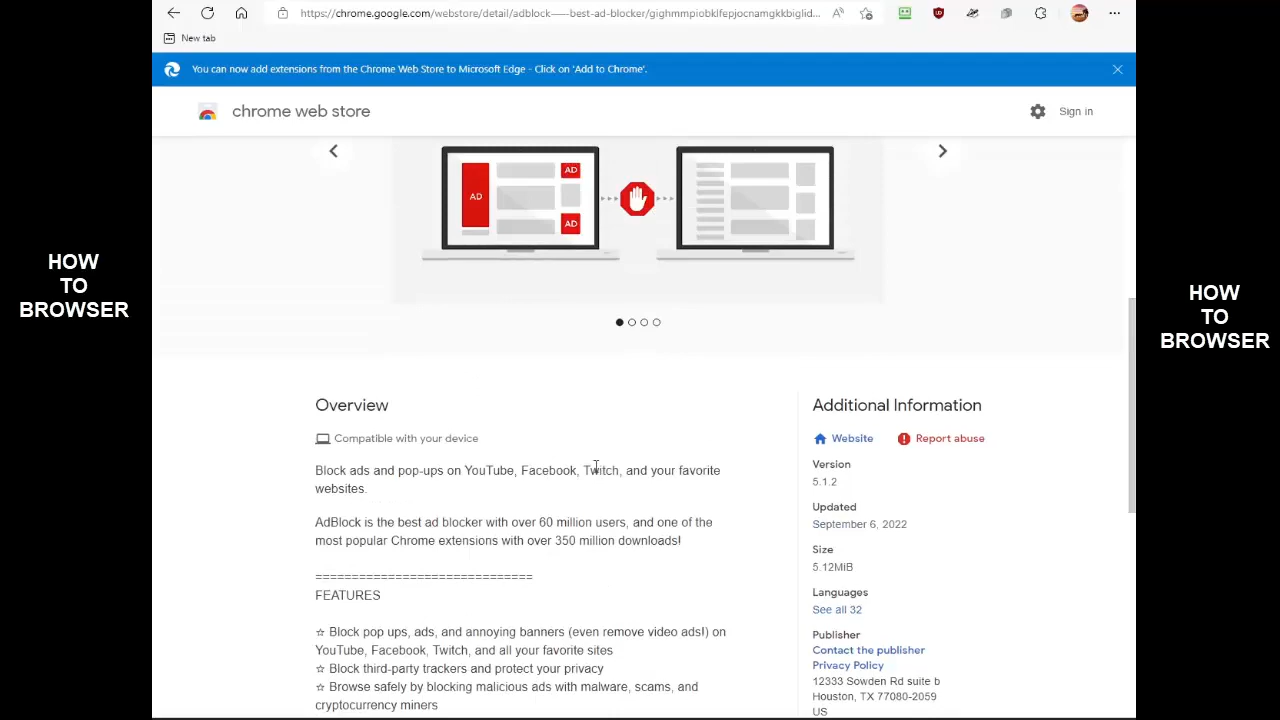 https://chrome.google.com/webstore/detail/adblock-—-best-ad-blocker/gighmmpiobklfepjocnamgkkbiglid...
New tab
You can now add extensions from the Chrome Web Store to Microsoft Edge - Click on 'Add to Chrome'.
chrome web store
Sign in
AD
AD
AD
HOW
TO
BROWSER
HOW
TO
BROWSER
Overview
Compatible with your device
Block ads and pop-ups on YouTube, Facebook, Twitch, and your favorite
websites.
AdBlock is the best ad blocker with over 60 million users, and one of the
most popular Chrome extensions with over 350 million downloads!
==============================
FEATURES
☆ Block pop ups, ads, and annoying banners (even remove video ads!) on
YouTube, Facebook, Twitch, and all your favorite sites
☆ Block third-party trackers and protect your privacy
☆ Browse safely by blocking malicious ads with malware, scams, and
cryptocurrency miners
Additional Information
Website
Report abuse
Version
5.1.2
Updated
September 6, 2022
Size
5.12MiB
Languages
See all 32
Publisher
Contact the publisher
Privacy Policy
12333 Sowden Rd suite b
Houston, TX 77080-2059
US